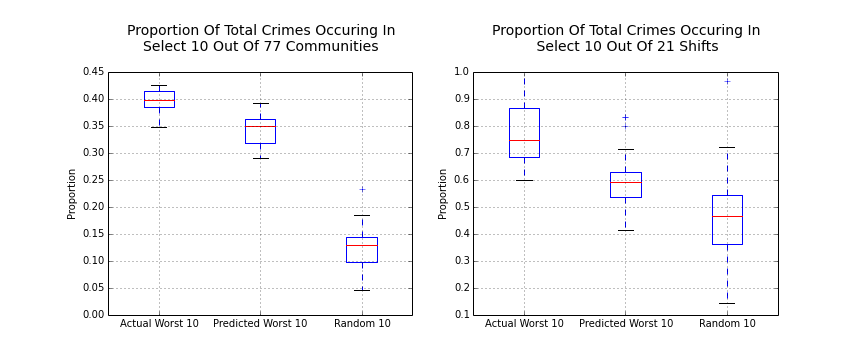 Proportion Of Total Crimes Occuring In
Select 10 Out Of 77 Communities
0.45
0.40
0.35
0.30
0.25
0.20
0.15
0.10
0.05
0.00
Proportion
Actual Worst 10
Predicted Worst 10
Random 10
Proportion Of Total Crimes Occuring In
Select 10 Out Of 21 Shifts
1.0
0.9
0.8
0.7
0.6
0.5
0.4
0.3
0.2
0.1
Proportion
Actual Worst 10
Predicted Worst 10
Random 10